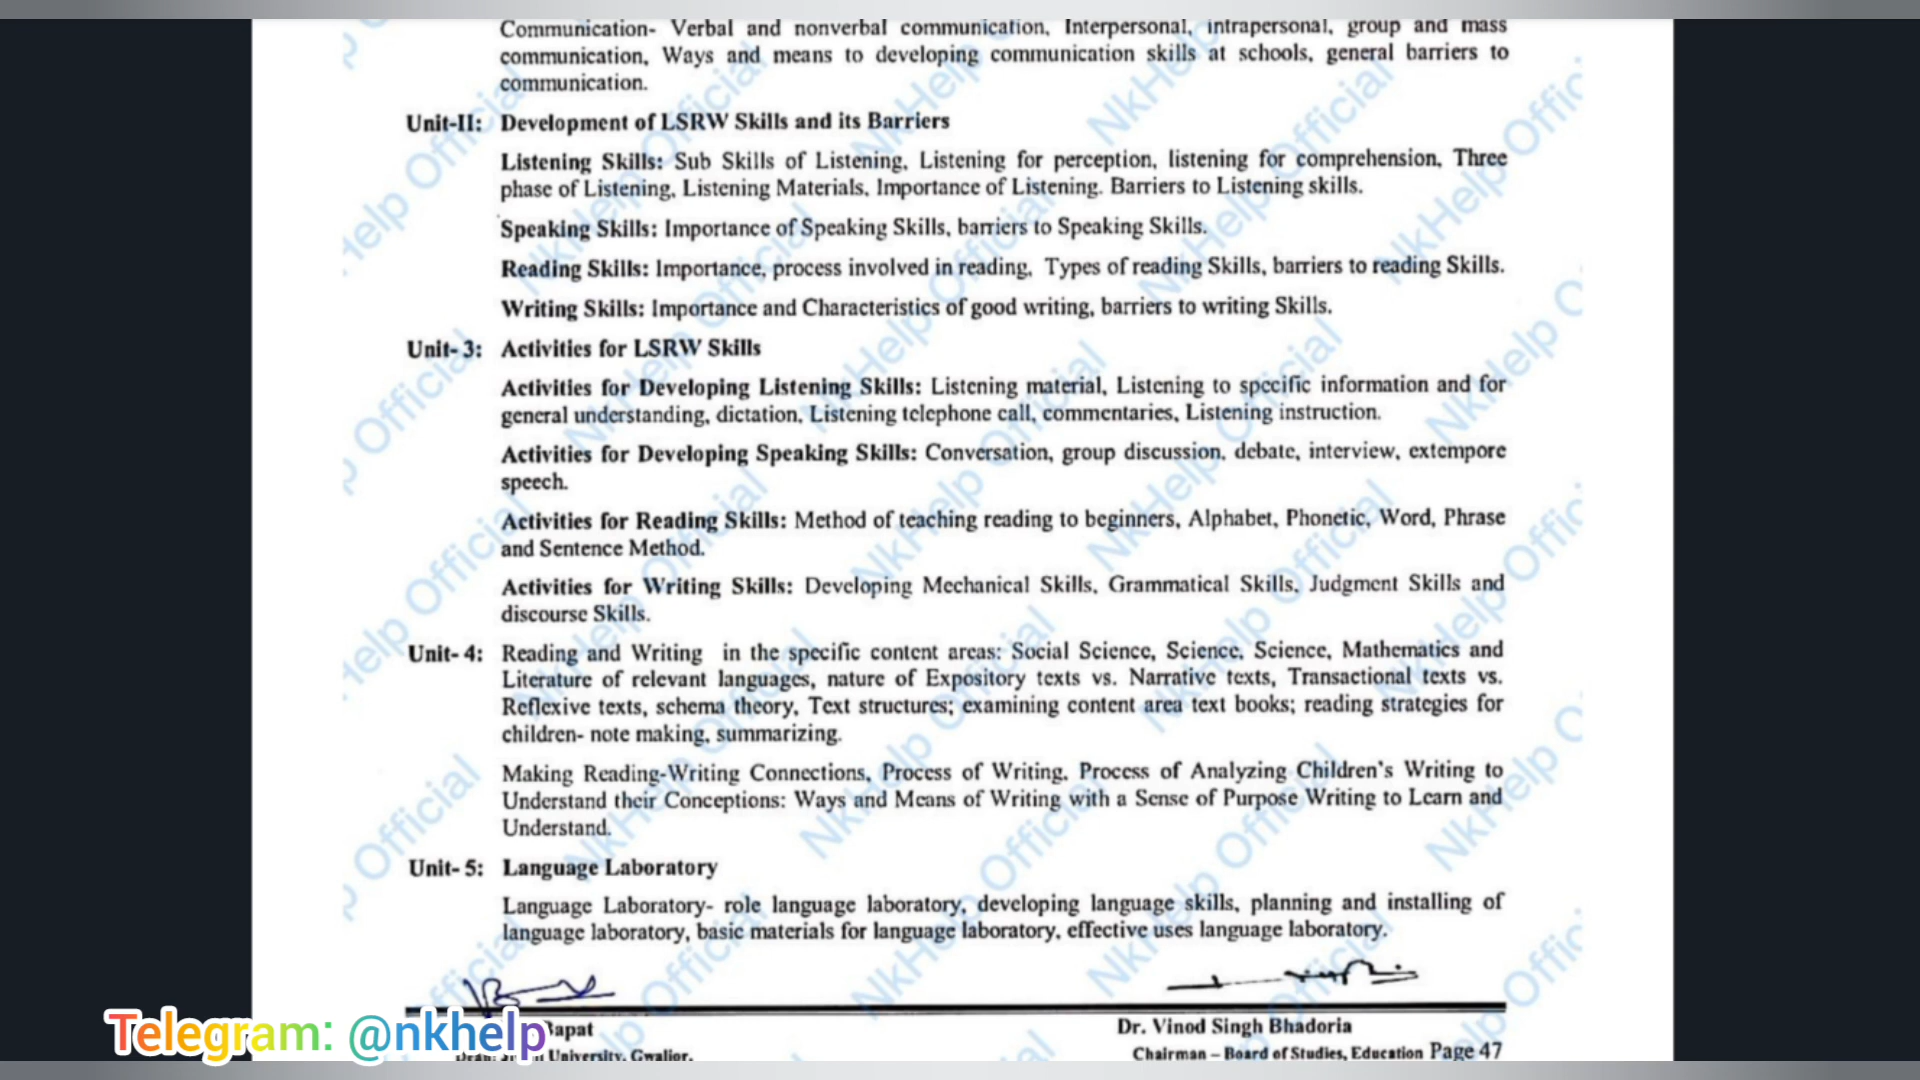 Communication- Verbal and nonverbal communication, Interpersonal, intrapersonal, group and mass
communication, Ways and means to developing communication skills at schools, general barriers to
communication.
Unit-II: Development of LSRW Skills and its Barriers
Listening Skills: Sub Skills of Listening, Listening for perception, listening for comprehension, Three
phase of Listening, Listening Materials, Importance of Listening. Barriers to Listening skills.
Speaking Skills: Importance of Speaking Skills, barriers to Speaking Skills.
Reading Skills: Importance, process involved in reading, Types of reading Skills, barriers to reading Skills.
Writing Skills: Importance and Characteristics of good writing, barriers to writing Skills.
Unit- 3: Activities for LSRW Skills
Activities for Developing Listening Skills: Listening material, Listening to specific information and for
general understanding, dictation, Listening telephone call, commentaries, Listening instruction.
Activities for Developing Speaking Skills: Conversation, group discussion, debate, interview, extempore
speech.
Activities for Reading Skills: Method of teaching reading to beginners, Alphabet, Phonetic, Word, Phrase
and Sentence Method.
Activities for Writing Skills: Developing Mechanical Skills, Grammatical Skills, Judgment Skills and
discourse Skills.
Unit- 4: Reading and Writing in the specific content areas: Social Science, Science, Science, Mathematics and
Literature of relevant languages, nature of Expository texts vs. Narrative texts, Transactional texts vs.
Reflexive texts, schema theory, Text structures; examining content area text books; reading strategies for
children- note making, summarizing.
Making Reading-Writing Connections, Process of Writing, Process of Analyzing Children's Writing to
Understand their Conceptions: Ways and Means of Writing with a Sense of Purpose Writing to Learn and
Understand.
Unit- 5: Language Laboratory
Language Laboratory- role language laboratory, developing language skills, planning and installing of
language laboratory, basic materials for language laboratory, effective uses language laboratory.
Telegram: @nkhelp
Dr. Vinod Singh Bhadoria
University, Gwalior.
Chairman – Board of Studies, Education Page 47
NkHelp Official